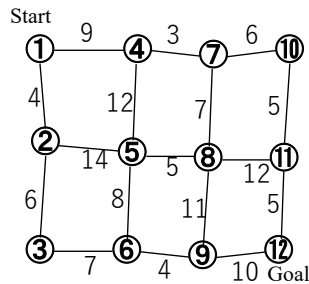 Start
9 3 6
① ④ ⑦ ⑩
4 12 7 5
② ⑤ ⑧ ⑪
14 5 12
6 8 11 5
③ ⑥ ⑨ ⑫
7 4 10 Goal